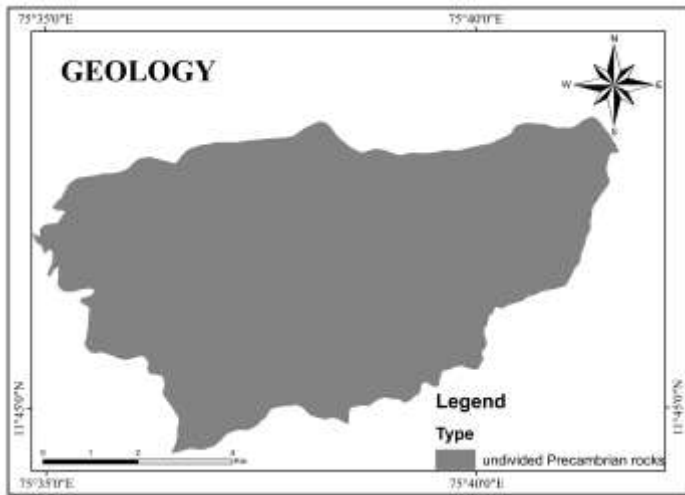 75°35'0"E 75°40'0"E
GEOLOGY
N
W E
S
11°45'0"N 11°45'0"N
Legend
Type
undivided Precambrian rocks
0 1 2 4
75°35'0"E 75°40'0"E